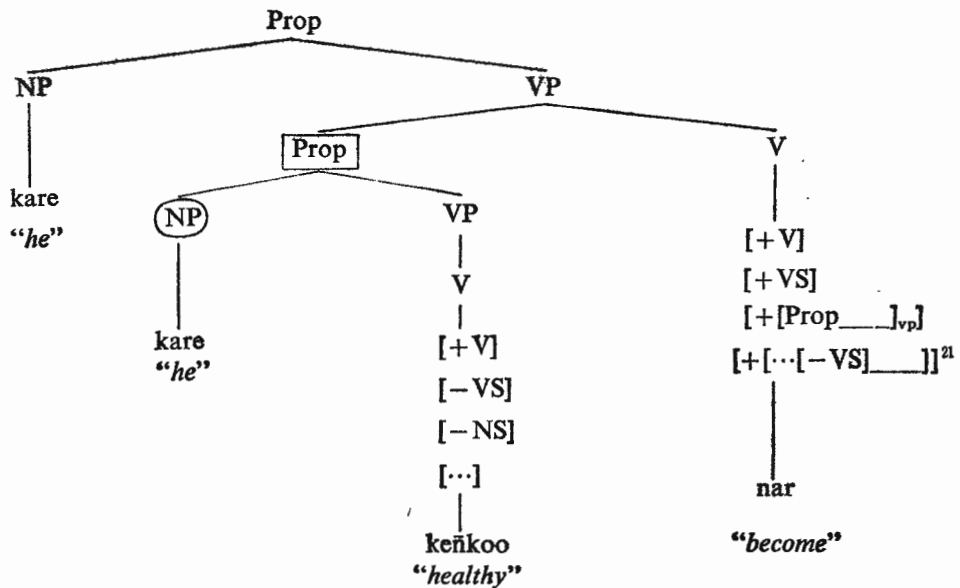 Prop
NP VP
Prop V
kare
"he"
NP VP
[+V]
V [+VS]
[+[Prop____]vp]
kare
"he"
[+V] [+[…[−VS]____]]21
[−VS]
[−NS]
[…] nar
keñkoo "become"
"healthy"